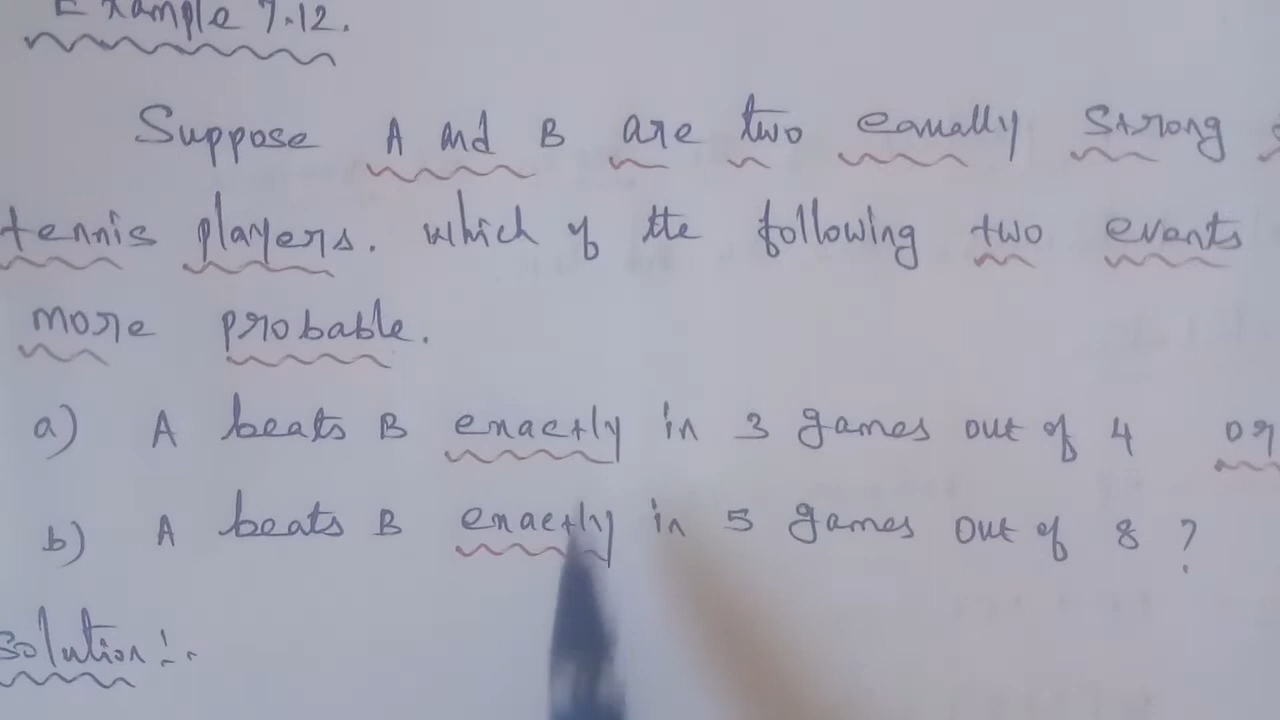 Example 7.12.
Suppose A and B are two equally strong
tennis players. which of the following two events
more probable.
a) A beats B exactly in 3 games out of 4 or
b) A beats B exactly in 5 games out of 8 ?
Solution :-